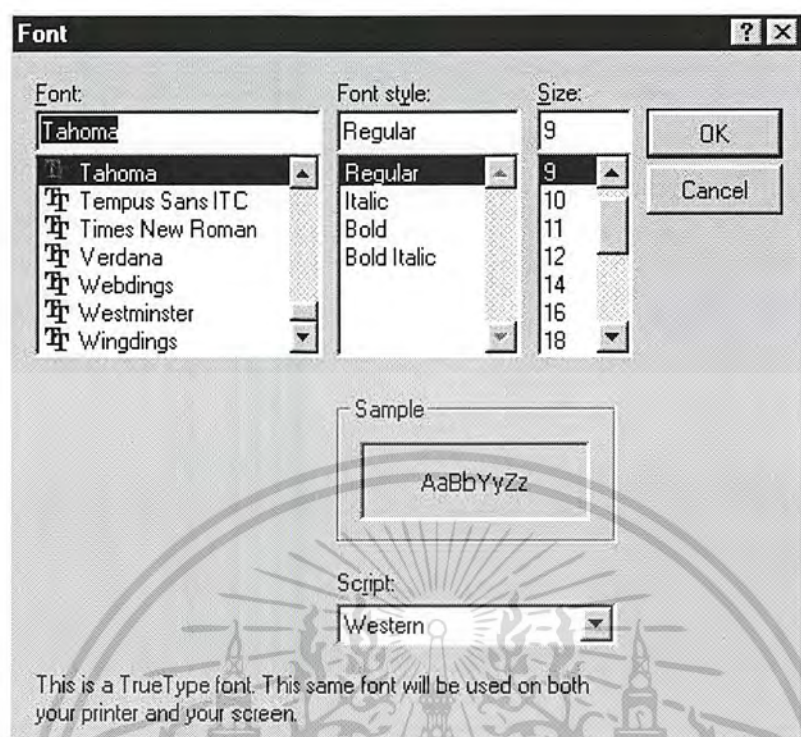 Font
Font: Font style: Size:
Tahoma Regular 9 OK
Tahoma Regular 9 Cancel
Tempus Sans ITC Italic 10
Times New Roman Bold 11
Verdana Bold Italic 12
Webdings 14
Westminster 16
Wingdings 18
Sample
AaBbYyZz
Script:
Western
This is a TrueType font. This same font will be used on both
your printer and your screen.